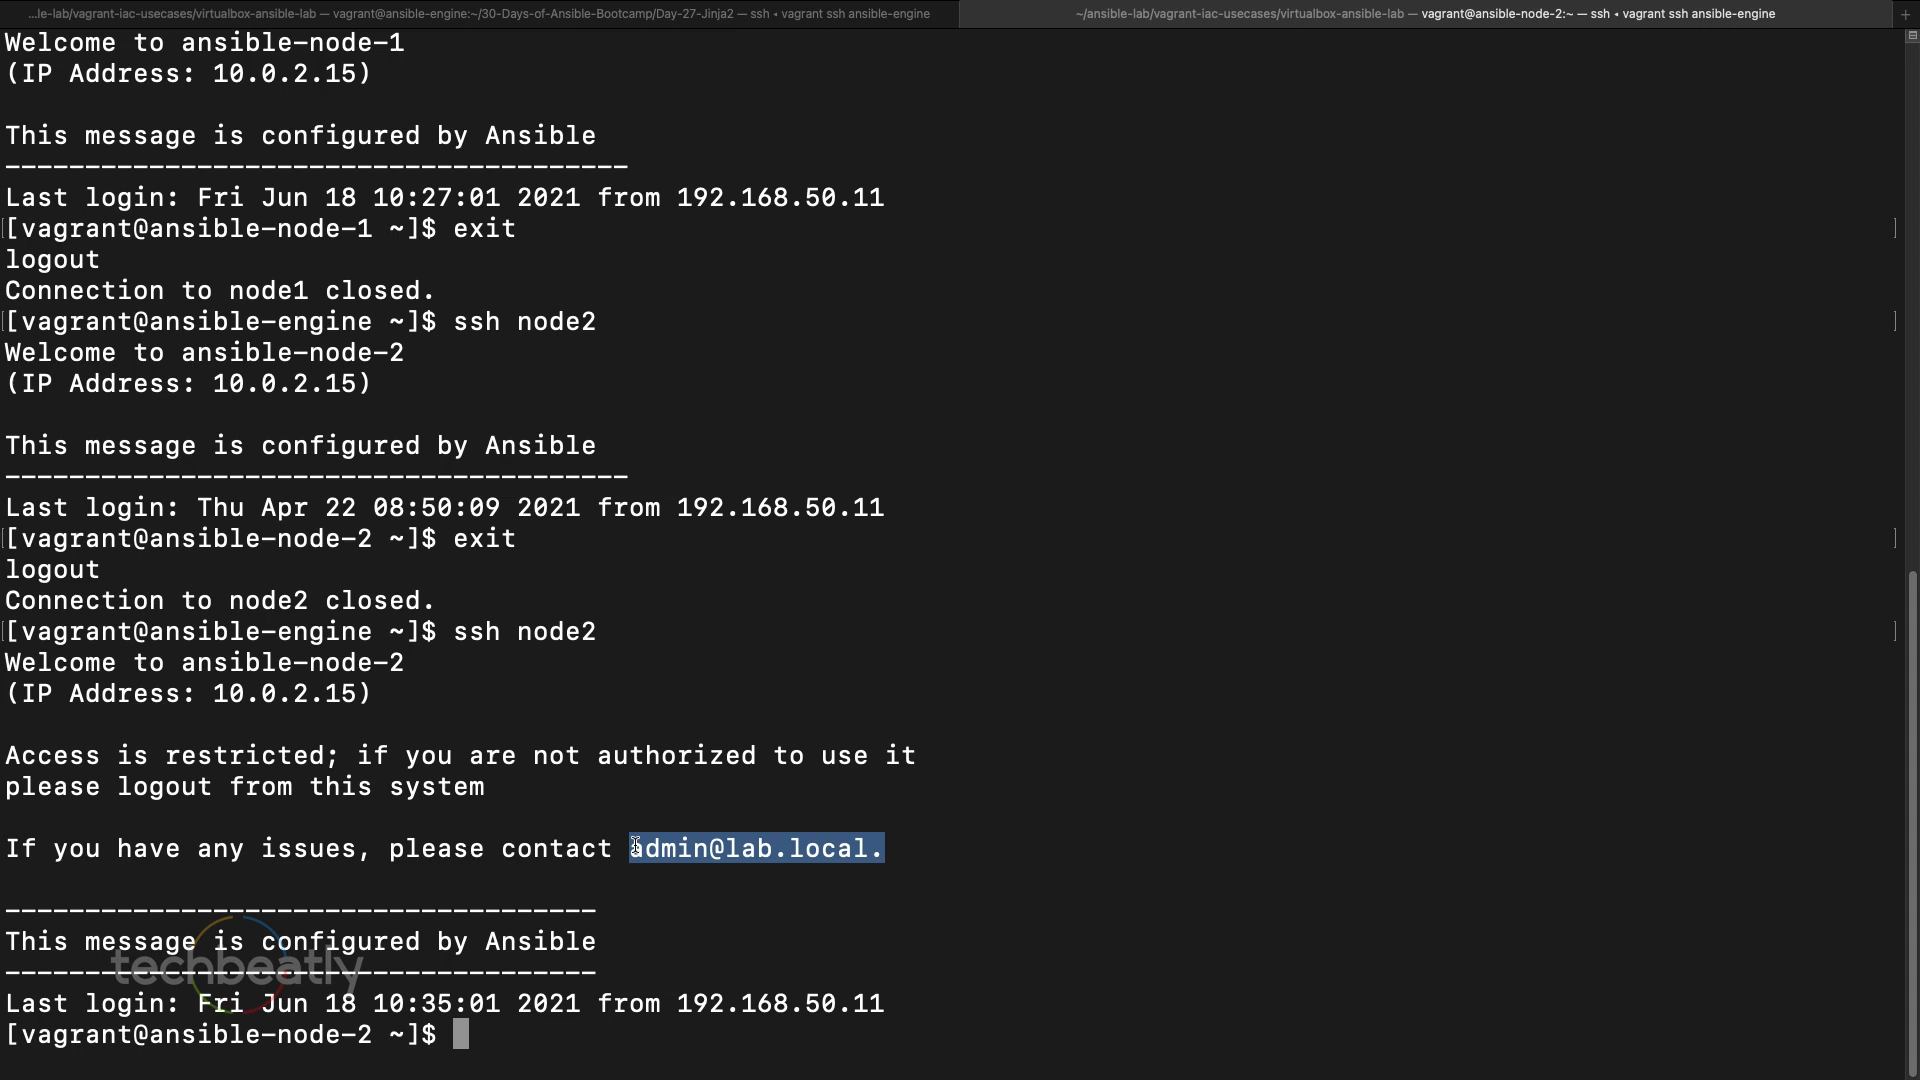 ...le-lab/vagrant-iac-usecases/virtualbox-ansible-lab — vagrant@ansible-engine:~/30-Days-of-Ansible-Bootcamp/Day-27-Jinja2 — ssh ◂ vagrant ssh ansible-engine
~/ansible-lab/vagrant-iac-usecases/virtualbox-ansible-lab — vagrant@ansible-node-2:~ — ssh ◂ vagrant ssh ansible-engine
Welcome to ansible-node-1
(IP Address: 10.0.2.15)
This message is configured by Ansible
---------------------------------------
Last login: Fri Jun 18 10:27:01 2021 from 192.168.50.11
[vagrant@ansible-node-1 ~]$ exit
logout
Connection to node1 closed.
[vagrant@ansible-engine ~]$ ssh node2
Welcome to ansible-node-2
(IP Address: 10.0.2.15)
This message is configured by Ansible
---------------------------------------
Last login: Thu Apr 22 08:50:09 2021 from 192.168.50.11
[vagrant@ansible-node-2 ~]$ exit
logout
Connection to node2 closed.
[vagrant@ansible-engine ~]$ ssh node2
Welcome to ansible-node-2
(IP Address: 10.0.2.15)
Access is restricted; if you are not authorized to use it
please logout from this system
If you have any issues, please contact admin@lab.local.
-------------------------------------
This message is configured by Ansible
techbeatly
-------------------------------------
Last login: Fri Jun 18 10:35:01 2021 from 192.168.50.11
[vagrant@ansible-node-2 ~]$